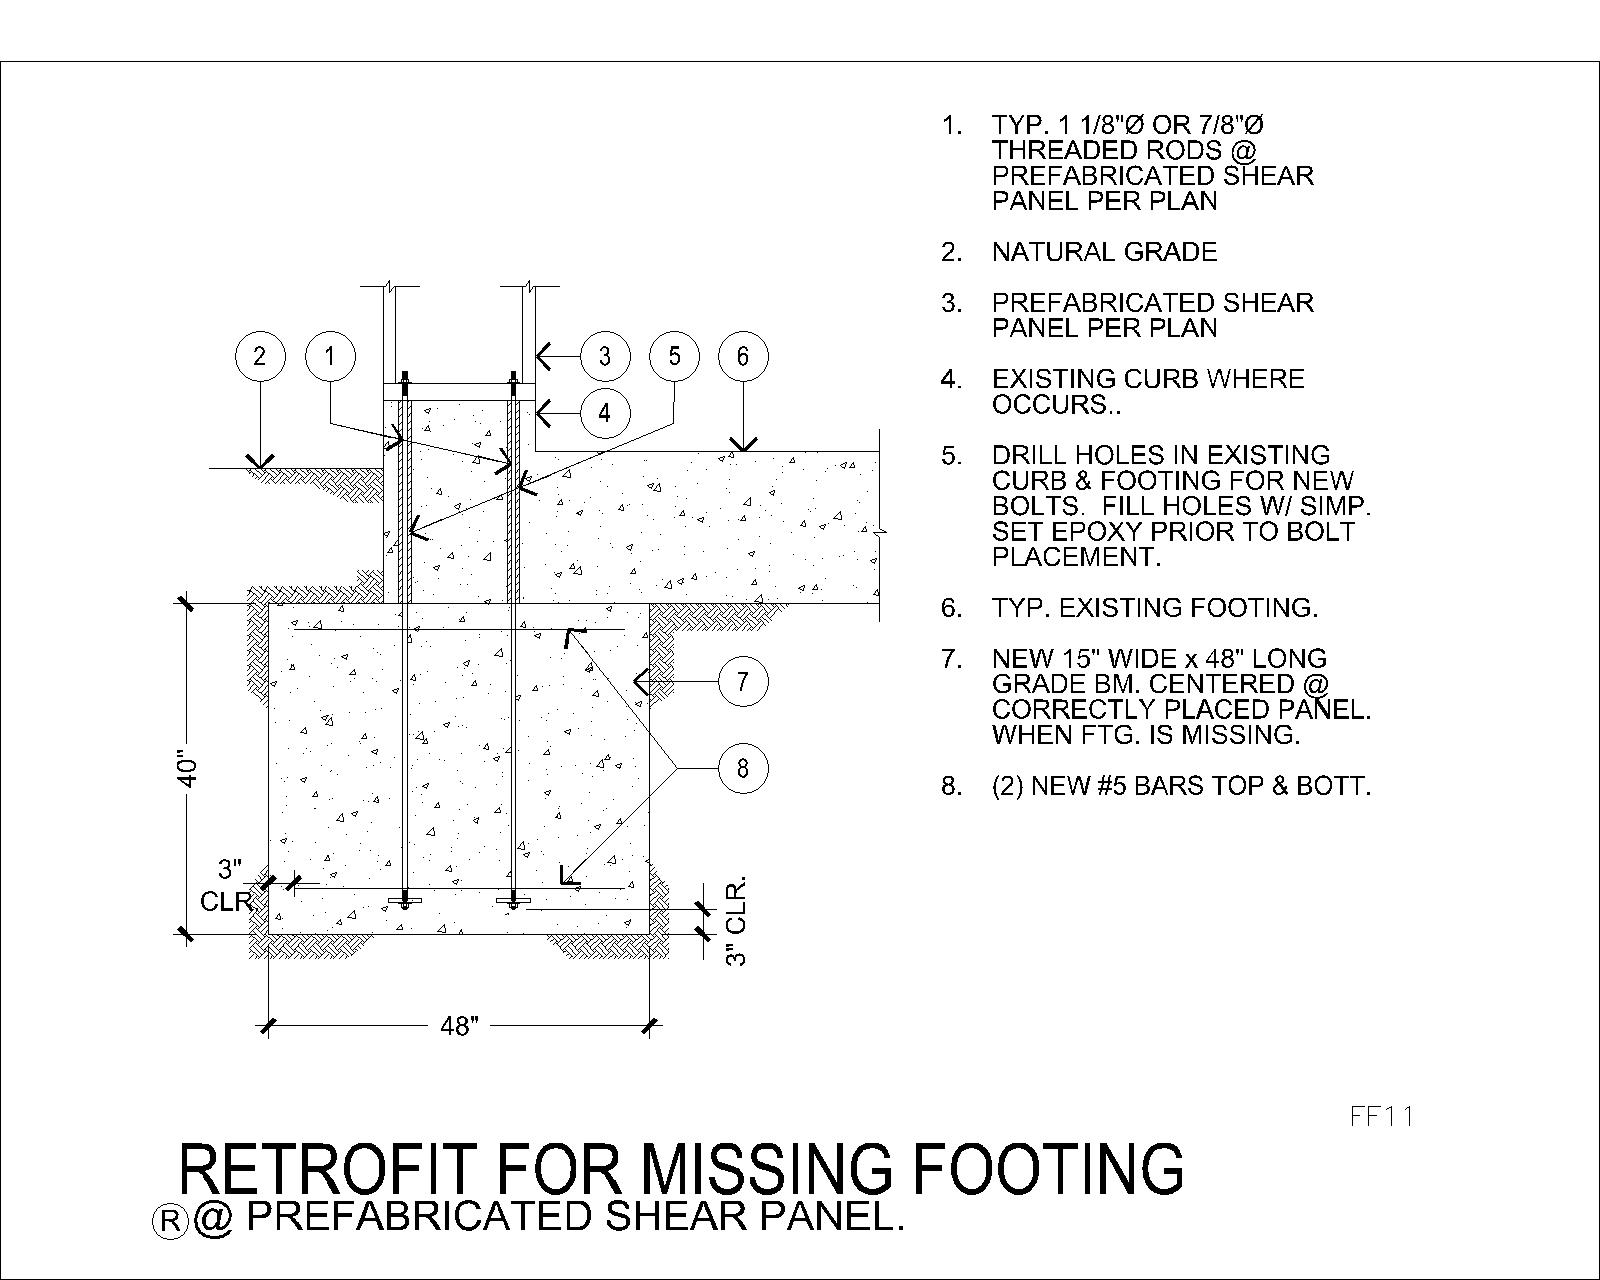 1. TYP. 1 1/8"Ø OR 7/8"Ø
THREADED RODS @
PREFABRICATED SHEAR
PANEL PER PLAN
2. NATURAL GRADE
3. PREFABRICATED SHEAR
PANEL PER PLAN
4. EXISTING CURB WHERE
OCCURS..
5. DRILL HOLES IN EXISTING
CURB & FOOTING FOR NEW
BOLTS. FILL HOLES W/ SIMP.
SET EPOXY PRIOR TO BOLT
PLACEMENT.
6. TYP. EXISTING FOOTING.
7. NEW 15" WIDE x 48" LONG
GRADE BM. CENTERED @
CORRECTLY PLACED PANEL.
WHEN FTG. IS MISSING.
8. (2) NEW #5 BARS TOP & BOTT.
2 1 3 5 6
4
7
8
40"
3"
CLR.
3" CLR.
48"
FF11
RETROFIT FOR MISSING FOOTING
R @ PREFABRICATED SHEAR PANEL.